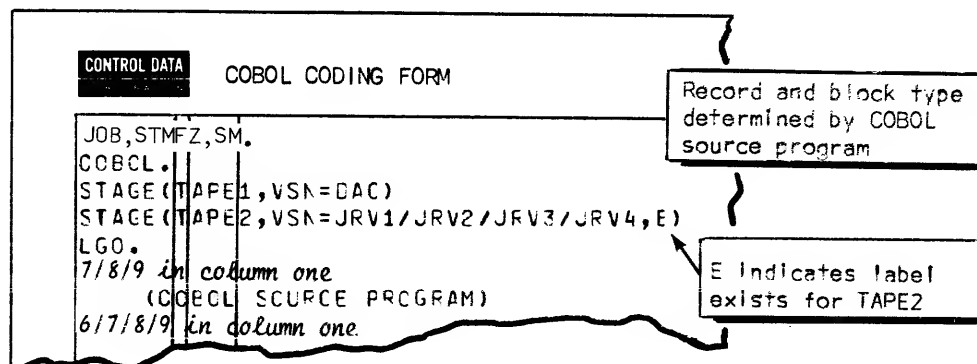 CONTROL DATA
COBOL CODING FORM
JOB,STMFZ,SM.
COBOL.
STAGE(TAPE1,VSN=DAC)
STAGE(TAPE2,VSN=JRV1/JRV2/JRV3/JRV4,E)
LGO.
7/8/9 in column one
(COBOL SOURCE PROGRAM)
6/7/8/9 in column one
Record and block type
determined by COBOL
source program
E indicates label
exists for TAPE2